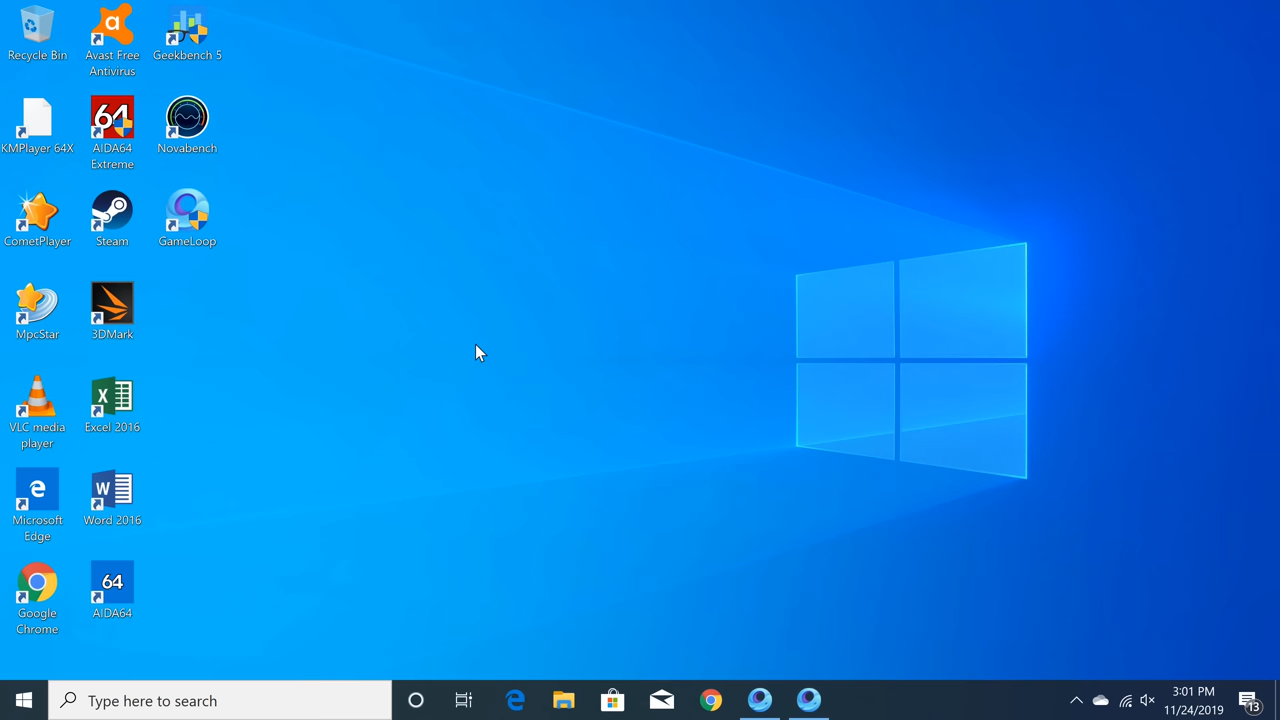 Recycle Bin
Avast Free
Antivirus
Geekbench 5
KMPlayer 64X
64
AIDA64
Extreme
Novabench
CometPlayer
Steam
GameLoop
MpcStar
3DMark
VLC media
player
Excel 2016
Microsoft
Edge
Word 2016
Google
Chrome
64
AIDA64
Type here to search
3:01 PM
11/24/2019
13